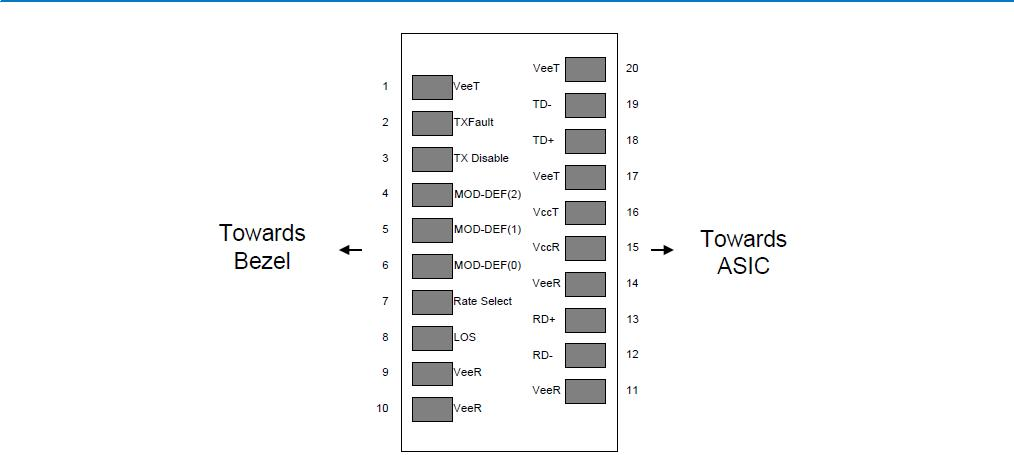 VeeT 20
1 VeeT
TD- 19
2 TXFault
TD+ 18
3 TX Disable
VeeT 17
4 MOD-DEF(2)
VccT 16
5 MOD-DEF(1)
Towards
Bezel
VccR 15
Towards
ASIC
6 MOD-DEF(0)
VeeR 14
7 Rate Select
RD+ 13
8 LOS
RD- 12
9 VeeR
VeeR 11
10 VeeR